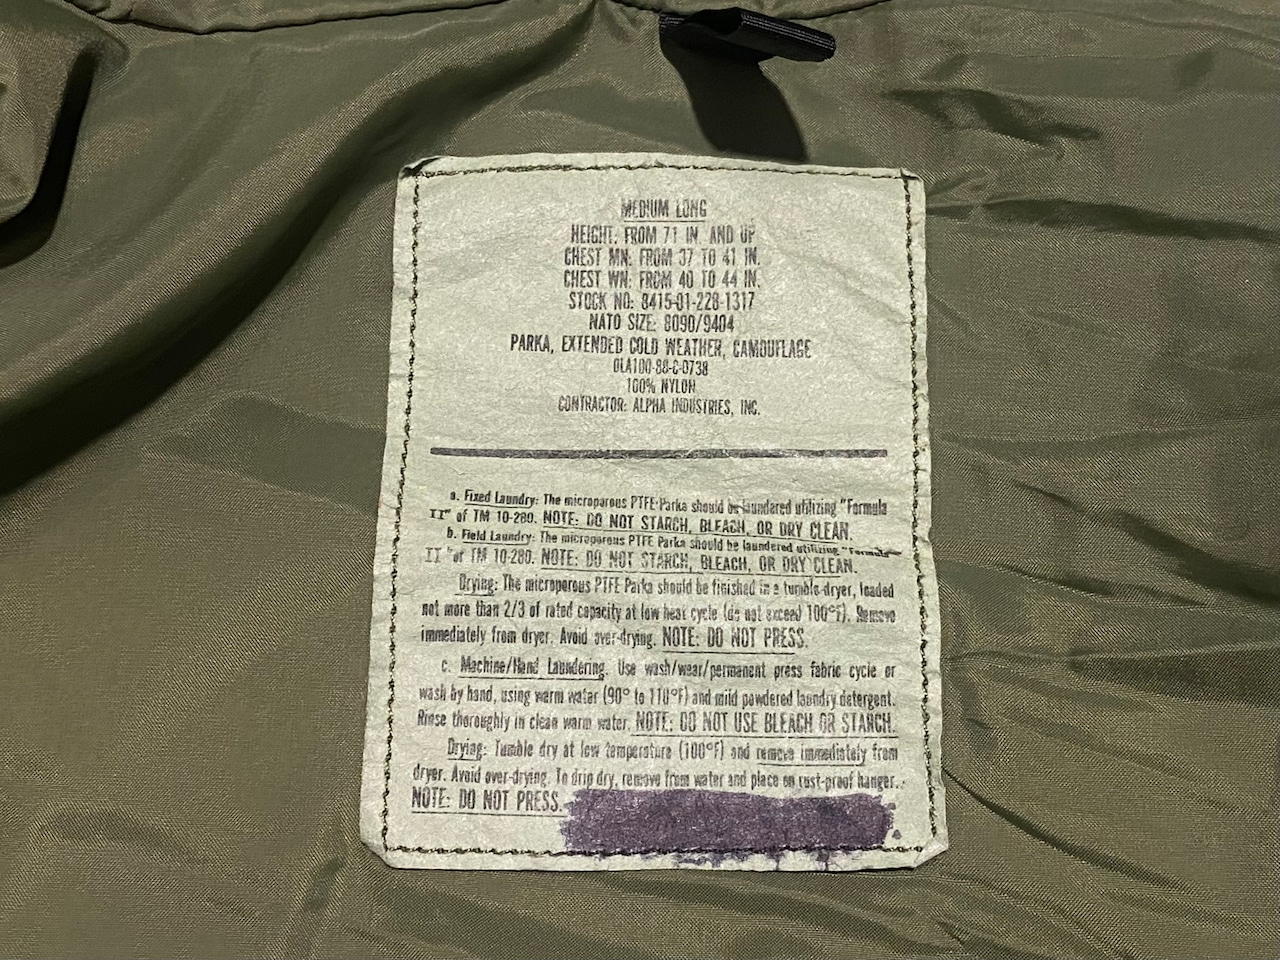 MEDIUM LONG
HEIGHT: FROM 71 IN. AND UP
CHEST MN: FROM 37 TO 41 IN.
CHEST WN: FROM 40 TO 44 IN.
STOCK NO: 8415-01-228-1317
NATO SIZE: 8090/9404
PARKA, EXTENDED COLD WEATHER, CAMOUFLAGE
DLA100-88-C-0738
100% NYLON
CONTRACTOR: ALPHA INDUSTRIES, INC.
a. Fixed Laundry: The microporous PTFE Parka should be laundered utilizing "Formula
II" of TM 10-280. NOTE: DO NOT STARCH, BLEACH, OR DRY CLEAN.
b. Field Laundry: The microporous PTFE Parka should be laundered utilizing "Formula
II" of TM 10-280. NOTE: DO NOT STARCH, BLEACH, OR DRY CLEAN.
Drying: The microporous PTFE Parka should be finished in a tumble-dryer, loaded
not more than 2/3 of rated capacity at low heat cycle (do not exceed 100°F). Remove
immediately from dryer. Avoid over-drying. NOTE: DO NOT PRESS.
c. Machine/Hand Laundering. Use wash/wear/permanent press fabric cycle or
wash by hand, using warm water (90° to 110°F) and mild powdered laundry detergent.
Rinse thoroughly in clean warm water. NOTE: DO NOT USE BLEACH OR STARCH.
Drying: Tumble dry at low temperature (100°F) and remove immediately from
dryer. Avoid over-drying. To drip dry, remove from water and place on rust-proof hanger.
NOTE: DO NOT PRESS.